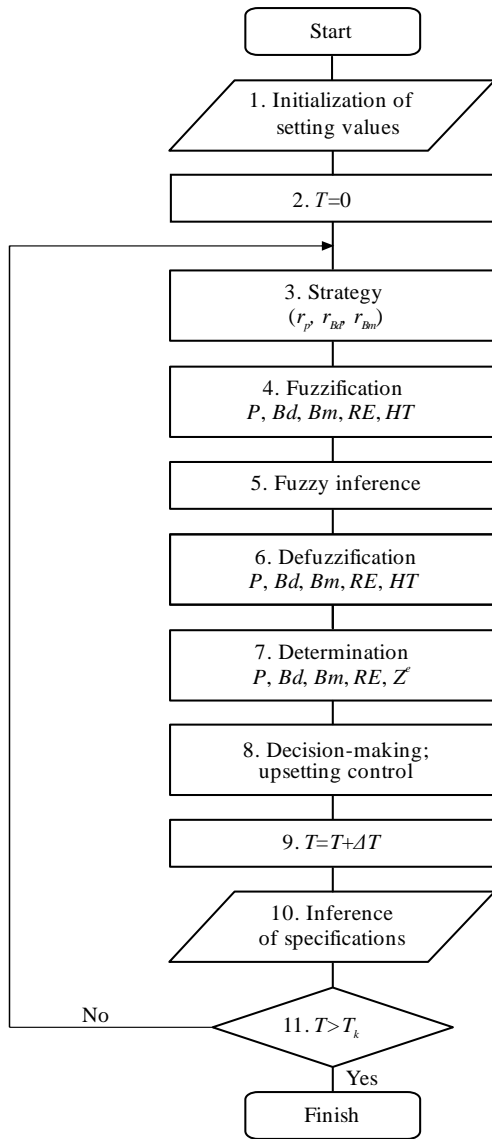 Start
1. Initialization of
setting values
2. T=0
3. Strategy
(rₚ, r_Bd, r_Bm)
4. Fuzzification
P, Bd, Bm, RE, HT
5. Fuzzy inference
6. Defuzzification
P, Bd, Bm, RE, HT
7. Determination
P, Bd, Bm, RE, Zᵉ
8. Decision-making;
upsetting control
9. T=T+ΔT
10. Inference
of specifications
No
11. T>Tₖ
Yes
Finish